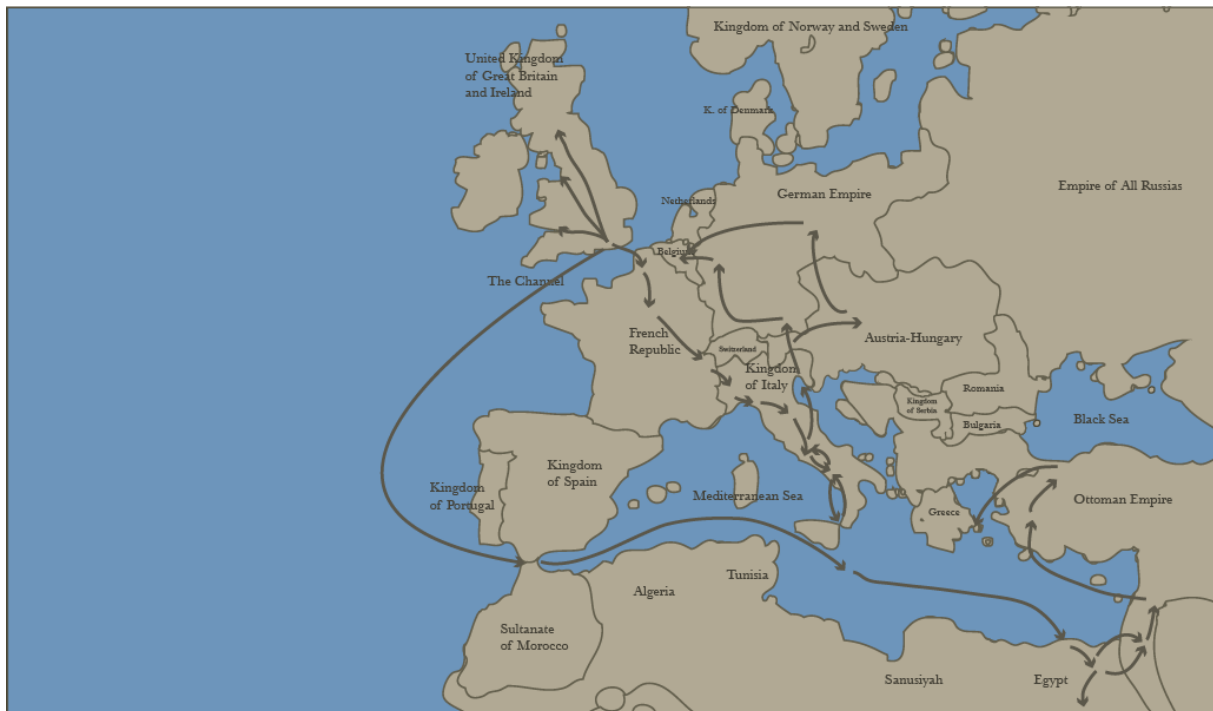 Kingdom of Norway and Sweden
United Kingdom
of Great Britain
and Ireland
K. of Denmark
Empire of All Russias
German Empire
Netherlands
Belgium
The Channel
French
Republic
Switzerland
Austria-Hungary
Kingdom
of Italy
Romania
Kingdom
of Serbia
Bulgaria
Black Sea
Kingdom
of Spain
Kingdom
of Portugal
Mediterranean Sea
Ottoman Empire
Greece
Tunisia
Algeria
Sultanate
of Morocco
Sanusiyah
Egypt